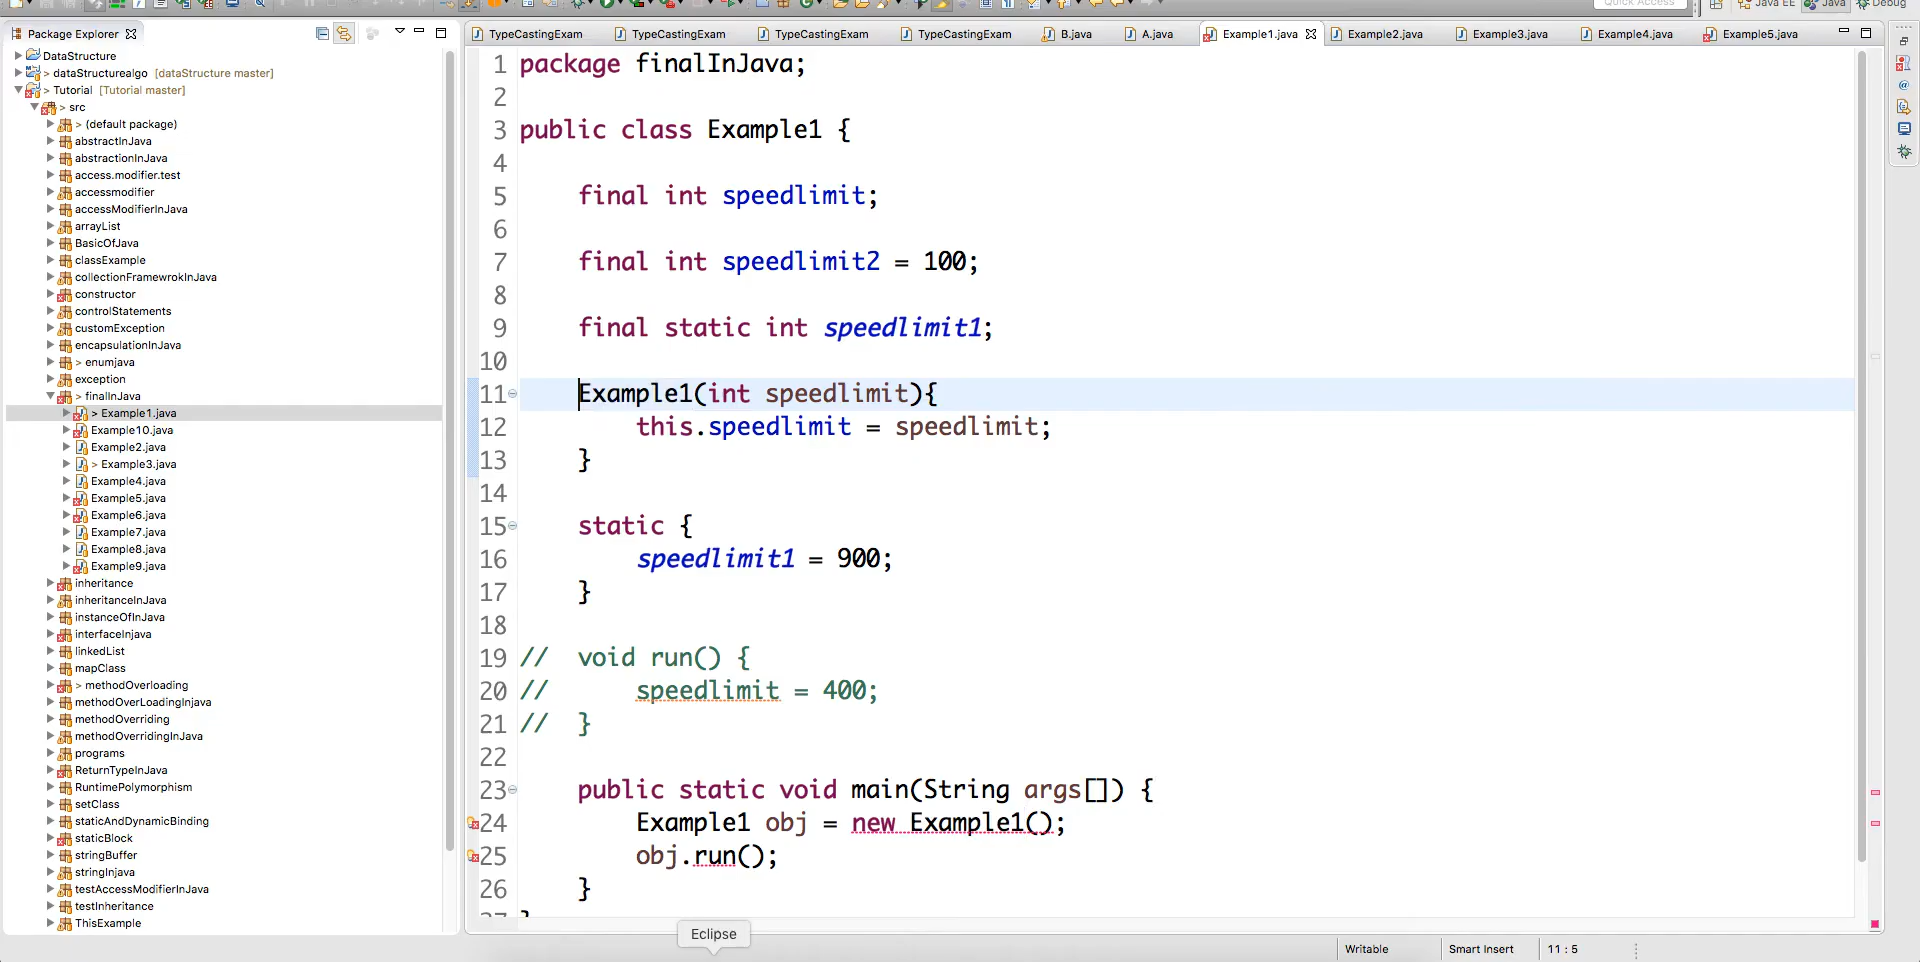 Quick Access
Java EE
Java
Debug
Package Explorer
TypeCastingExam
TypeCastingExam
TypeCastingExam
TypeCastingExam
B.java
A.java
Example1.java
Example2.java
Example3.java
Example4.java
Example5.java
DataStructure
> dataStructurealgo [dataStructure master]
> Tutorial [Tutorial master]
> src
> (default package)
abstractInJava
abstractionInJava
access.modifier.test
accessmodifier
accessModifierInJava
arrayList
BasicOfJava
classExample
collectionFramewrokInJava
constructor
controlStatements
customException
encapsulationInJava
> enumjava
exception
> finalInJava
> Example1.java
Example10.java
Example2.java
> Example3.java
Example4.java
Example5.java
Example6.java
Example7.java
Example8.java
Example9.java
inheritance
inheritanceInJava
instanceOfInJava
interfaceInjava
linkedList
mapClass
> methodOverloading
methodOverLoadingInjava
methodOverriding
methodOverridingInJava
programs
ReturnTypeInJava
RuntimePolymorphism
setClass
staticAndDynamicBinding
staticBlock
stringBuffer
stringInjava
testAccessModifierInJava
testInheritance
ThisExample
1 package finalInJava;
2
3 public class Example1 {
4
5 final int speedlimit;
6
7 final int speedlimit2 = 100;
8
9 final static int speedlimit1;
10
11 Example1(int speedlimit){
12 this.speedlimit = speedlimit;
13 }
14
15 static {
16 speedlimit1 = 900;
17 }
18
19 // void run() {
20 // speedlimit = 400;
21 // }
22
23 public static void main(String args[]) {
24 Example1 obj = new Example1();
25 obj.run();
26 }
Eclipse
Writable
Smart Insert
11 : 5